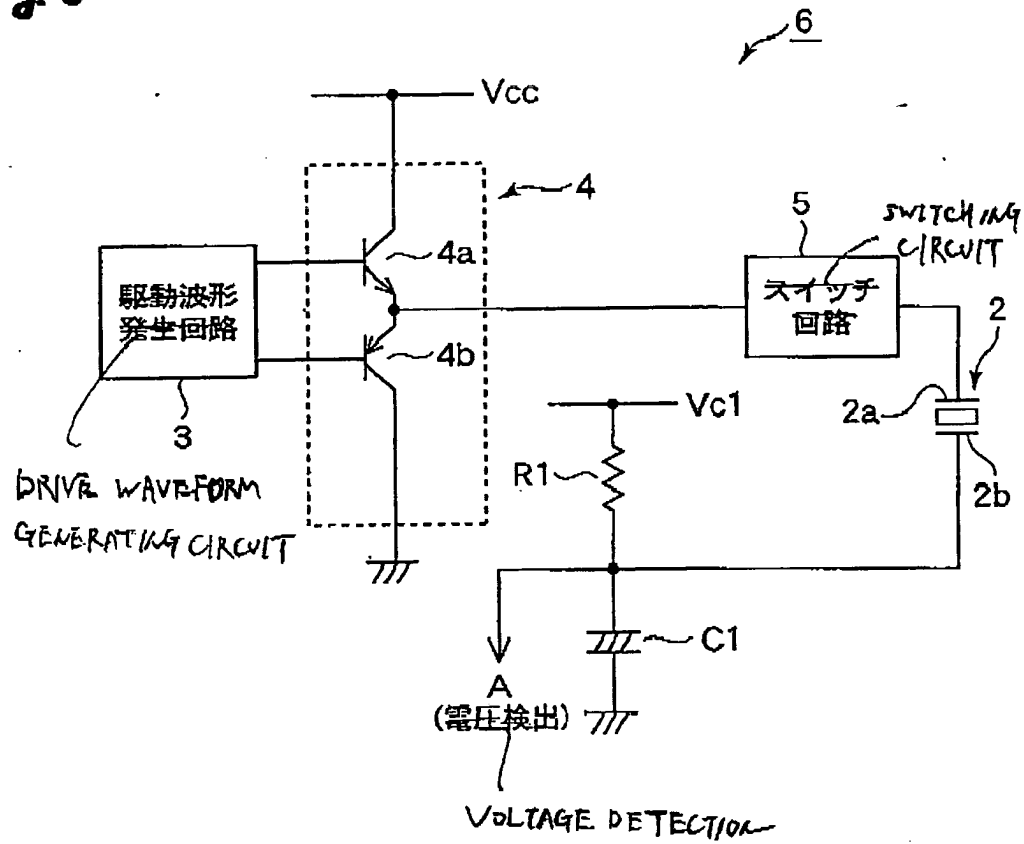 6
Vcc
4
5
SWITCHING
CIRCUIT
4a
駆動波形
発生回路
スイッチ
回路
2
4b
3
Vc1
2a
R1
2b
DRIVE WAVEFORM
GENERATING CIRCUIT
C1
A
(電圧検出)
VOLTAGE DETECTION